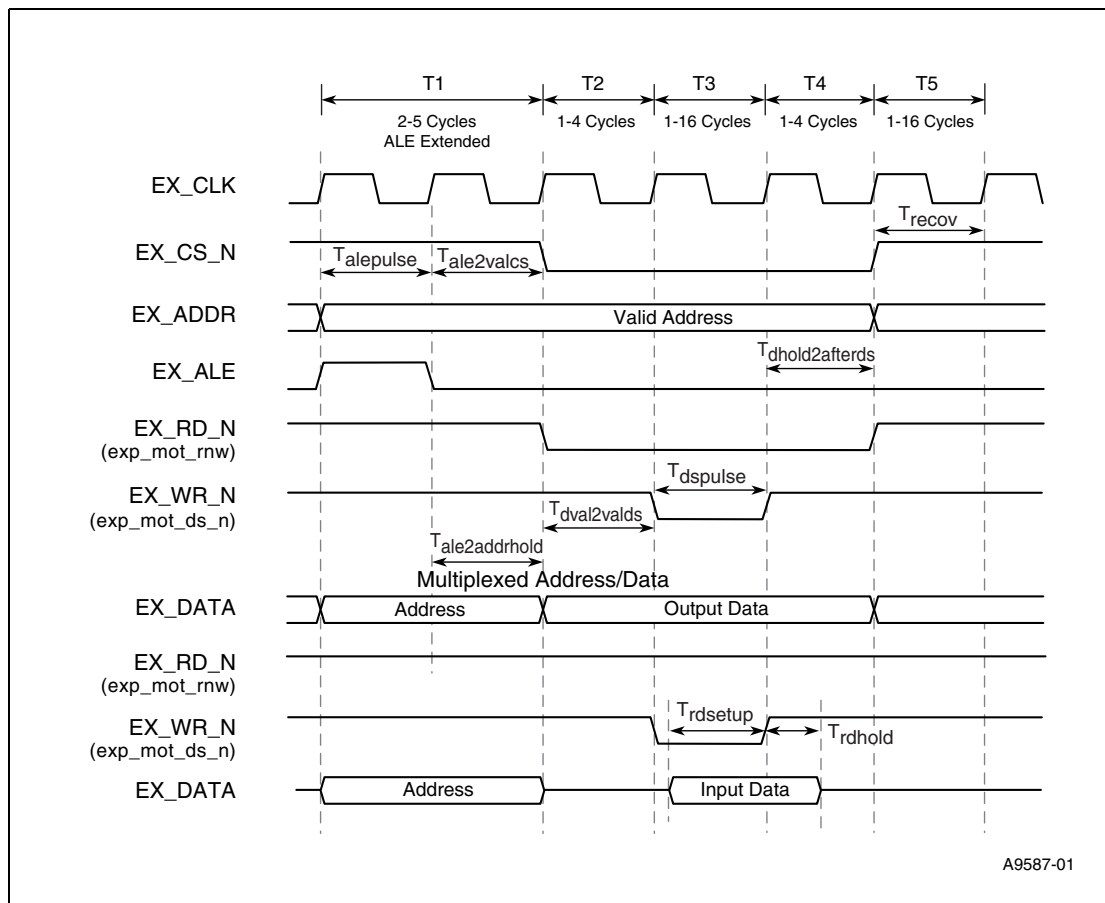 T1 T2 T3 T4 T5
2-5 Cycles 1-4 Cycles 1-16 Cycles 1-4 Cycles 1-16 Cycles
ALE Extended
EX_CLK
Trecov
EX_CS_N
Talepulse Tale2valcs
EX_ADDR
Valid Address
Tdhold2afterds
EX_ALE
EX_RD_N
(exp_mot_rnw)
Tdspulse
EX_WR_N
(exp_mot_ds_n)
Tdval2valds
Tale2addrhold
Multiplexed Address/Data
EX_DATA
Address Output Data
EX_RD_N
(exp_mot_rnw)
EX_WR_N
(exp_mot_ds_n)
Trdsetup Trdhold
EX_DATA
Address Input Data
A9587-01